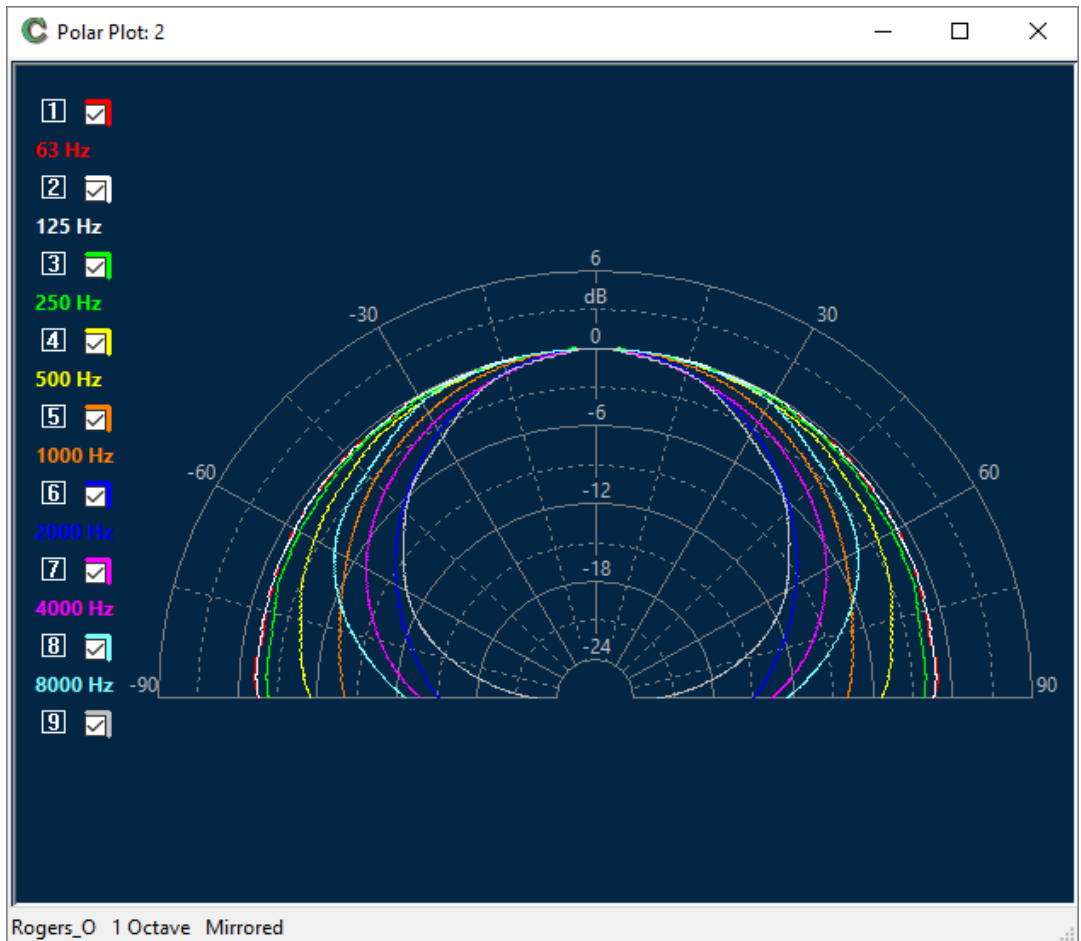 Polar Plot: 2
1
63 Hz
2
125 Hz
3
250 Hz
4
500 Hz
5
1000 Hz
6
2000 Hz
7
4000 Hz
8
8000 Hz
9
6
dB
-30
30
0
-6
-60
60
-12
-18
-24
-90
90
Rogers_O 1 Octave Mirrored